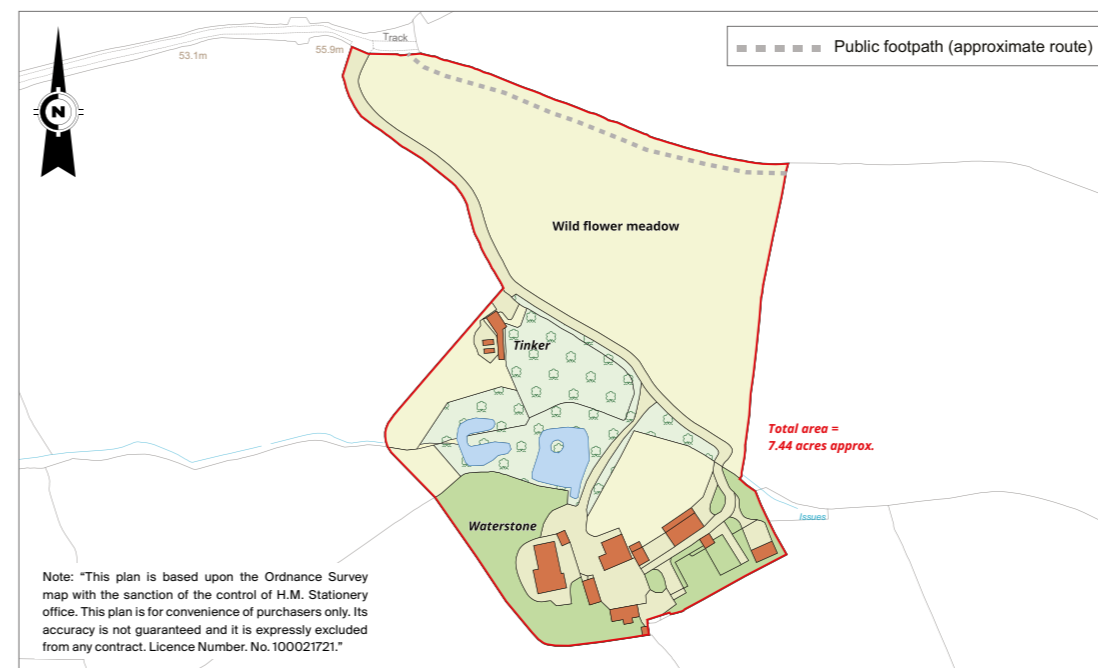 Track
55.9m
53.1m
Public footpath (approximate route)
N
Wild flower meadow
Tinker
Total area =
7.44 acres approx.
Waterstone
Issues
Note: “This plan is based upon the Ordnance Survey
map with the sanction of the control of H.M. Stationery
office. This plan is for convenience of purchasers only. Its
accuracy is not guaranteed and it is expressly excluded
from any contract. Licence Number. No. 100021721.”